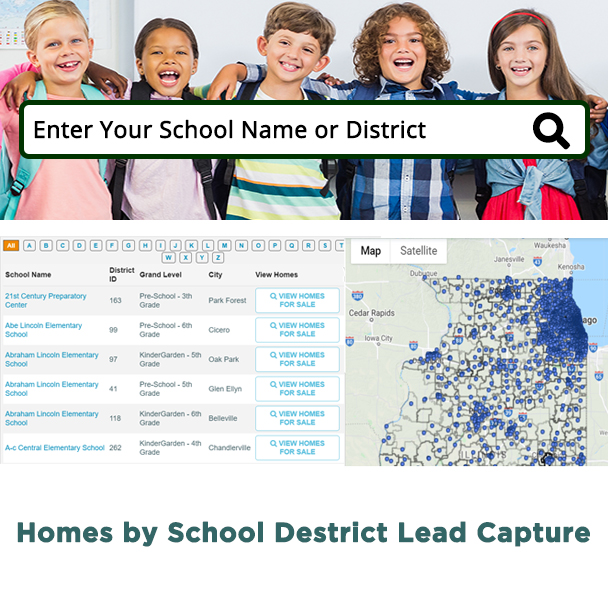 Enter Your School Name or District
All A B C D E F G H I J K L M N O P Q R S T
W X Y Z
School Name District ID Grand Level City View Homes
21st Century Preparatory Center 163 Pre-School - 3th Grade Park Forest VIEW HOMES FOR SALE
Abe Lincoln Elementary School 99 Pre-School - 6th Grade Cicero VIEW HOMES FOR SALE
Abraham Lincoln Elementary School 97 KinderGarden - 5th Grade Oak Park VIEW HOMES FOR SALE
Abraham Lincoln Elementary School 41 Pre-School - 5th Grade Glen Ellyn VIEW HOMES FOR SALE
Abraham Lincoln Elementary School 118 KinderGarden - 6th Grade Belleville VIEW HOMES FOR SALE
A-c Central Elementary School 262 KinderGarden - 4th Grade Chandlerville VIEW HOMES FOR SALE
Map Satellite
Waukesha
Janesville
Kenosha
Dubuque
Cedar Rapids
ago
Iowa City
ILLINOIS
Homes by School Destrict Lead Capture